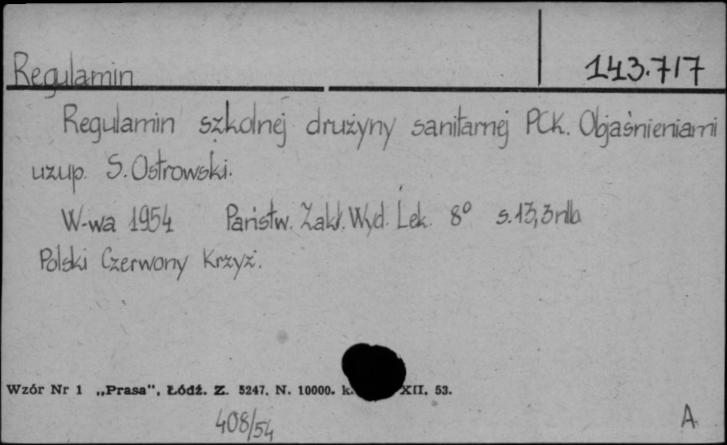 Regulamin 143.717
Regulamin szkolnej drużyny sanitarnej PCK. Objaśnieniami
uzup. S. Ostrowski.
W-wa 1954 Państw. Zakł. Wyd. Lek. 8° s. 13, 3 nlb
Polski Czerwony Krzyż.
Wzór Nr 1 „Prasa", Łódź. Z. 5247. N. 10000. k. XII. 53.
408/54 A